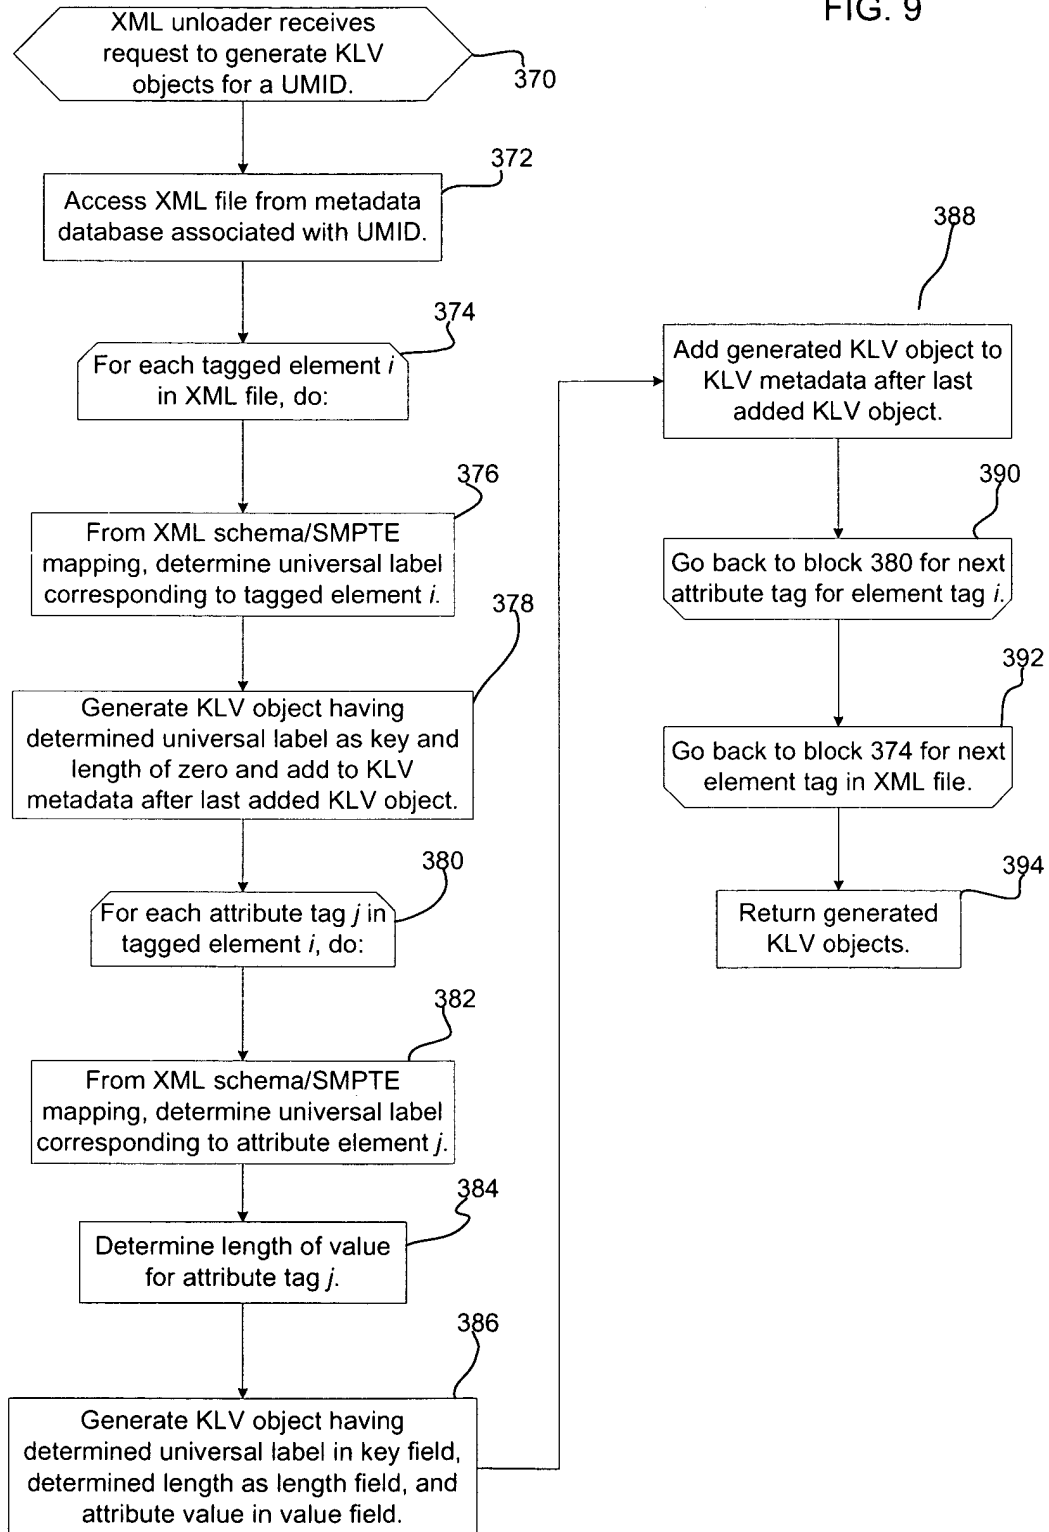 FIG. 9
XML unloader receives
request to generate KLV
objects for a UMID.
370
372
Access XML file from metadata
database associated with UMID.
374
For each tagged element i
in XML file, do:
376
From XML schema/SMPTE
mapping, determine universal label
corresponding to tagged element i.
378
Generate KLV object having
determined universal label as key and
length of zero and add to KLV
metadata after last added KLV object.
380
For each attribute tag j in
tagged element i, do:
382
From XML schema/SMPTE
mapping, determine universal label
corresponding to attribute element j.
384
Determine length of value
for attribute tag j.
386
Generate KLV object having
determined universal label in key field,
determined length as length field, and
attribute value in value field.
388
Add generated KLV object to
KLV metadata after last
added KLV object.
390
Go back to block 380 for next
attribute tag for element tag i.
392
Go back to block 374 for next
element tag in XML file.
394
Return generated
KLV objects.